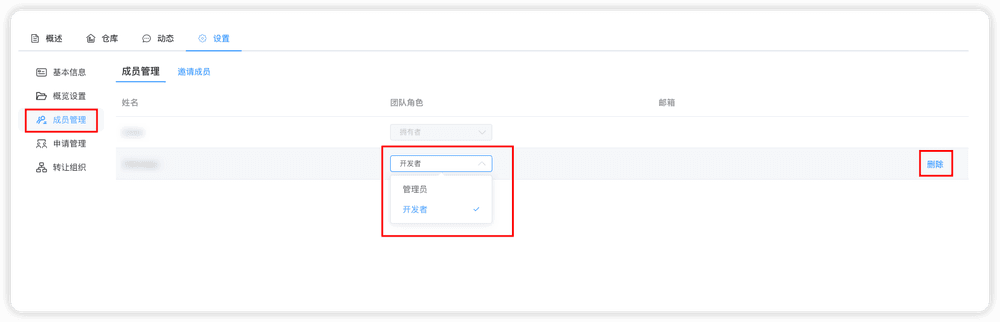 概述 仓库 动态 设置
基本信息
概览设置
成员管理
申请管理
转让组织
成员管理 邀请成员
姓名 团队角色 邮箱
拥有者
开发者 删除
管理员
开发者